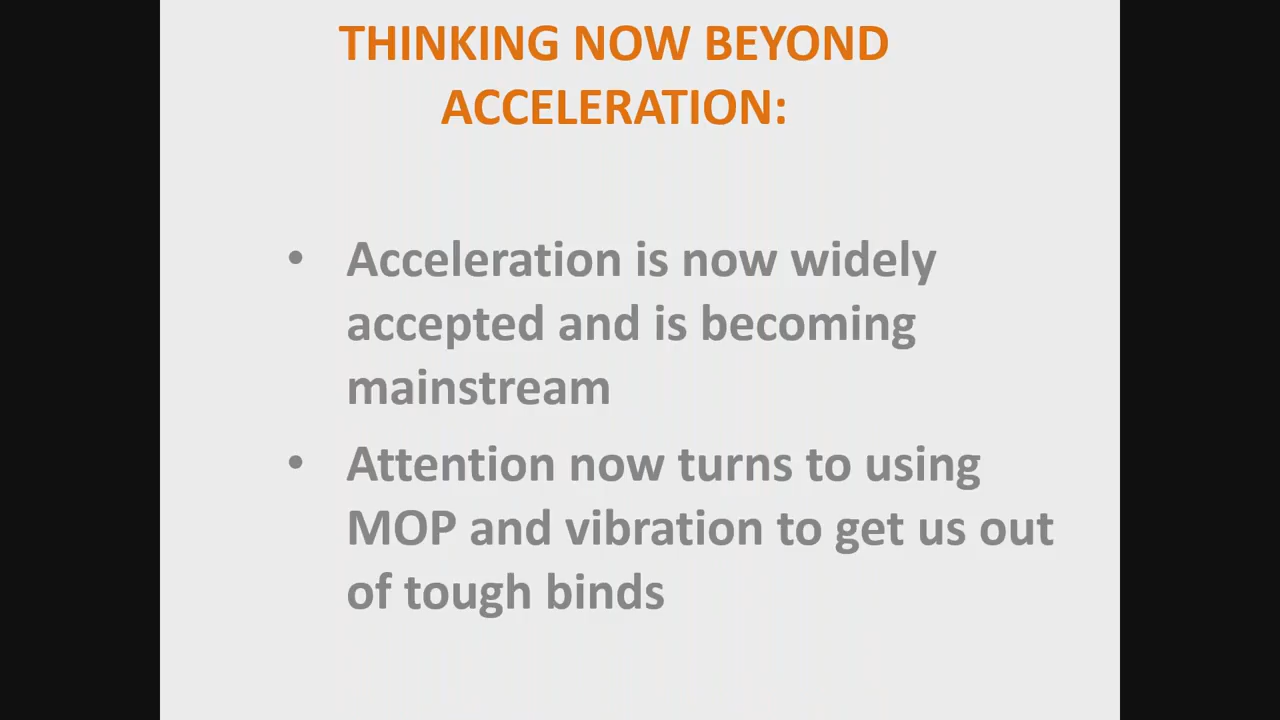 THINKING NOW BEYOND
ACCELERATION:
• Acceleration is now widely
accepted and is becoming
mainstream
• Attention now turns to using
MOP and vibration to get us out
of tough binds